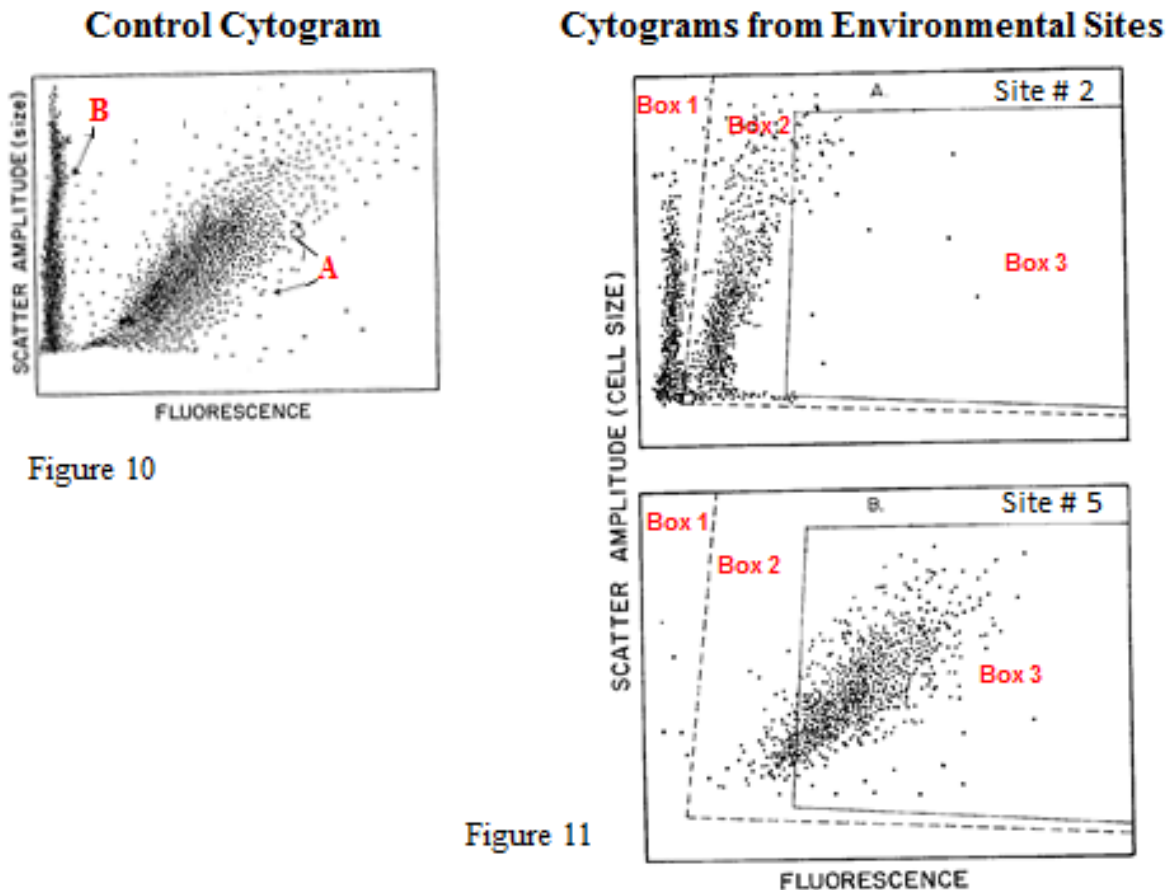 Control Cytogram
B
A
SCATTER AMPLITUDE (size)
FLUORESCENCE
Figure 10
Cytograms from Environmental Sites
A.
Site # 2
Box 1
Box 2
Box 3
SCATTER AMPLITUDE (CELL SIZE)
B.
Site # 5
Box 1
Box 2
Box 3
FLUORESCENCE
Figure 11